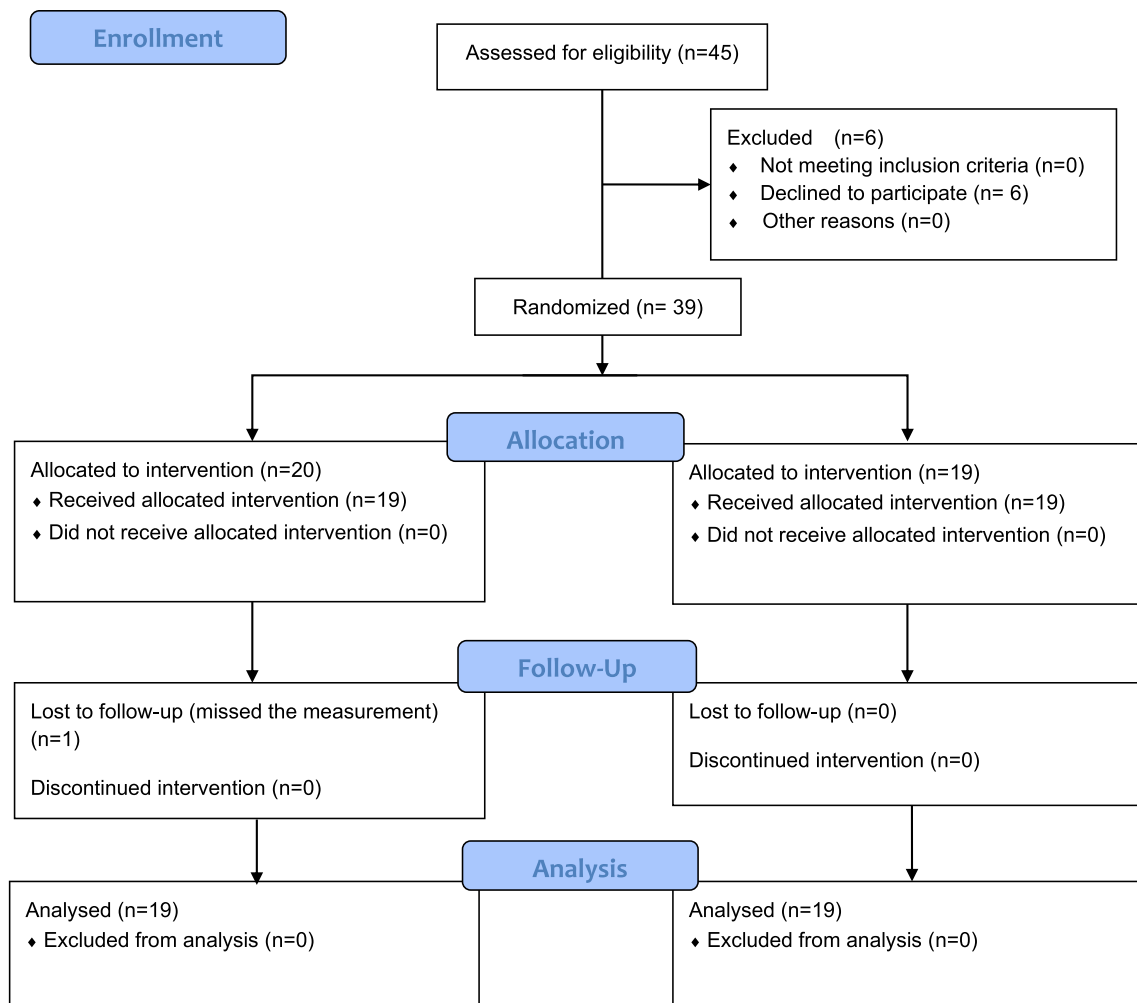 Enrollment
Assessed for eligibility (n=45)
Excluded (n=6)
♦ Not meeting inclusion criteria (n=0)
♦ Declined to participate (n= 6)
♦ Other reasons (n=0)
Randomized (n= 39)
Allocation
Allocated to intervention (n=20)
♦ Received allocated intervention (n=19)
♦ Did not receive allocated intervention (n=0)
Allocated to intervention (n=19)
♦ Received allocated intervention (n=19)
♦ Did not receive allocated intervention (n=0)
Follow-Up
Lost to follow-up (missed the measurement)
(n=1)
Discontinued intervention (n=0)
Lost to follow-up (n=0)
Discontinued intervention (n=0)
Analysis
Analysed (n=19)
♦ Excluded from analysis (n=0)
Analysed (n=19)
♦ Excluded from analysis (n=0)